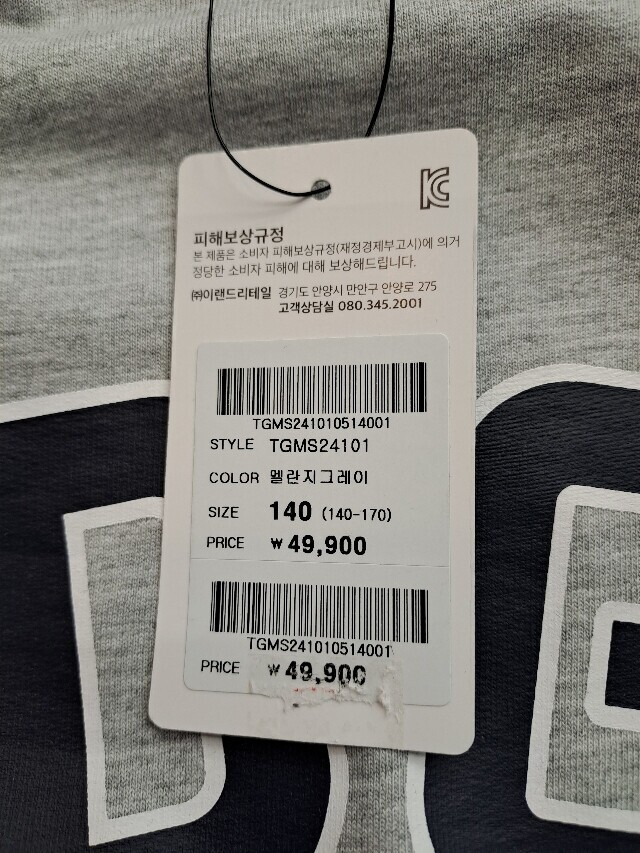 피해보상규정
본 제품은 소비자 피해보상규정(재정경제부고시)에 의거
정당한 소비자 피해에 대해 보상해드립니다.
㈜이랜드리테일 경기도 안양시 만안구 안양로 275
고객상담실 080.345.2001
TGMS241010514001
STYLE TGMS24101
COLOR 멜란지그레이
SIZE 140 (140-170)
PRICE ₩ 49,900
TGMS241010514001
PRICE ₩ 49,900